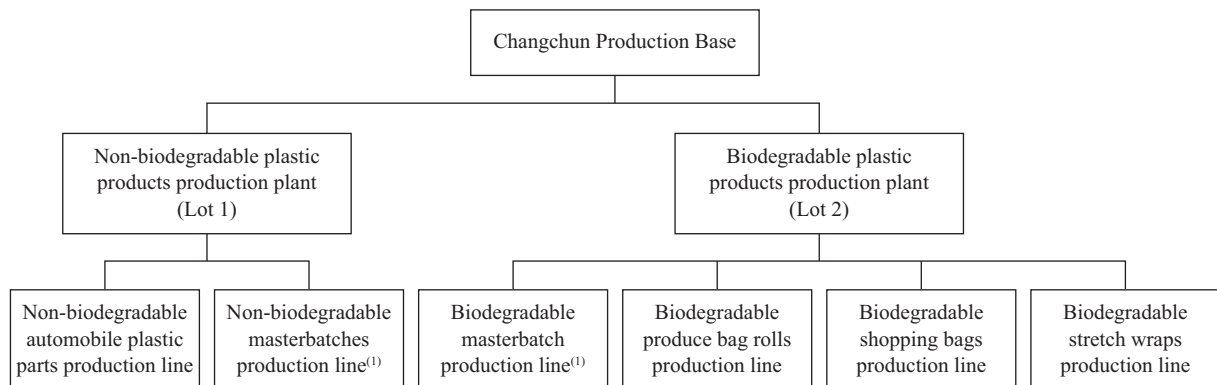 Changchun Production Base
Non-biodegradable plastic
products production plant
(Lot 1)
Biodegradable plastic
products production plant
(Lot 2)
Non-biodegradable
automobile plastic
parts production line
Non-biodegradable
masterbatches
production line(1)
Biodegradable
masterbatch
production line(1)
Biodegradable
produce bag rolls
production line
Biodegradable
shopping bags
production line
Biodegradable
stretch wraps
production line